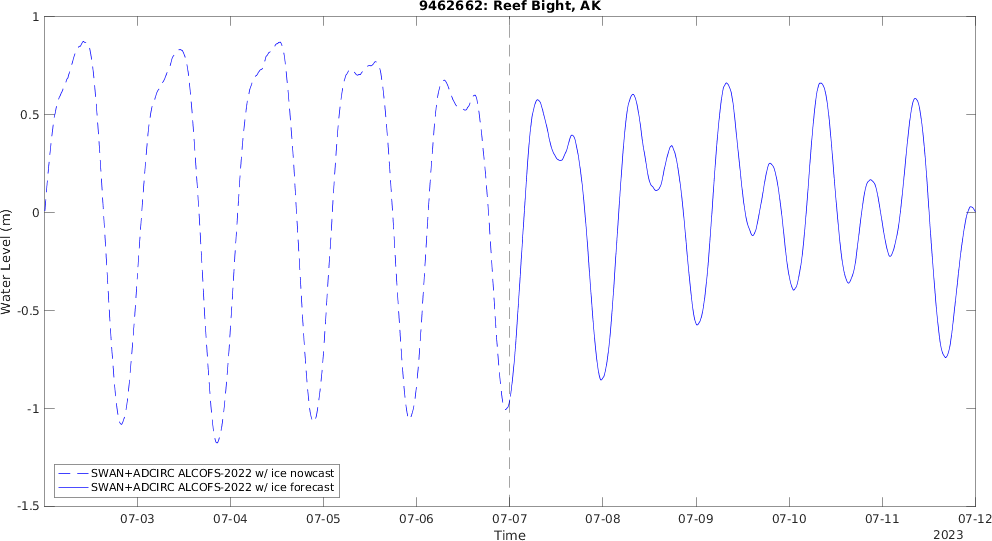 9462662: Reef Bight, AK
1
0.5
0
-0.5
-1
-1.5
Water Level (m)
SWAN+ADCIRC ALCOFS-2022 w/ ice nowcast
SWAN+ADCIRC ALCOFS-2022 w/ ice forecast
07-03 07-04 07-05 07-06 07-07 07-08 07-09 07-10 07-11 07-12
Time
2023